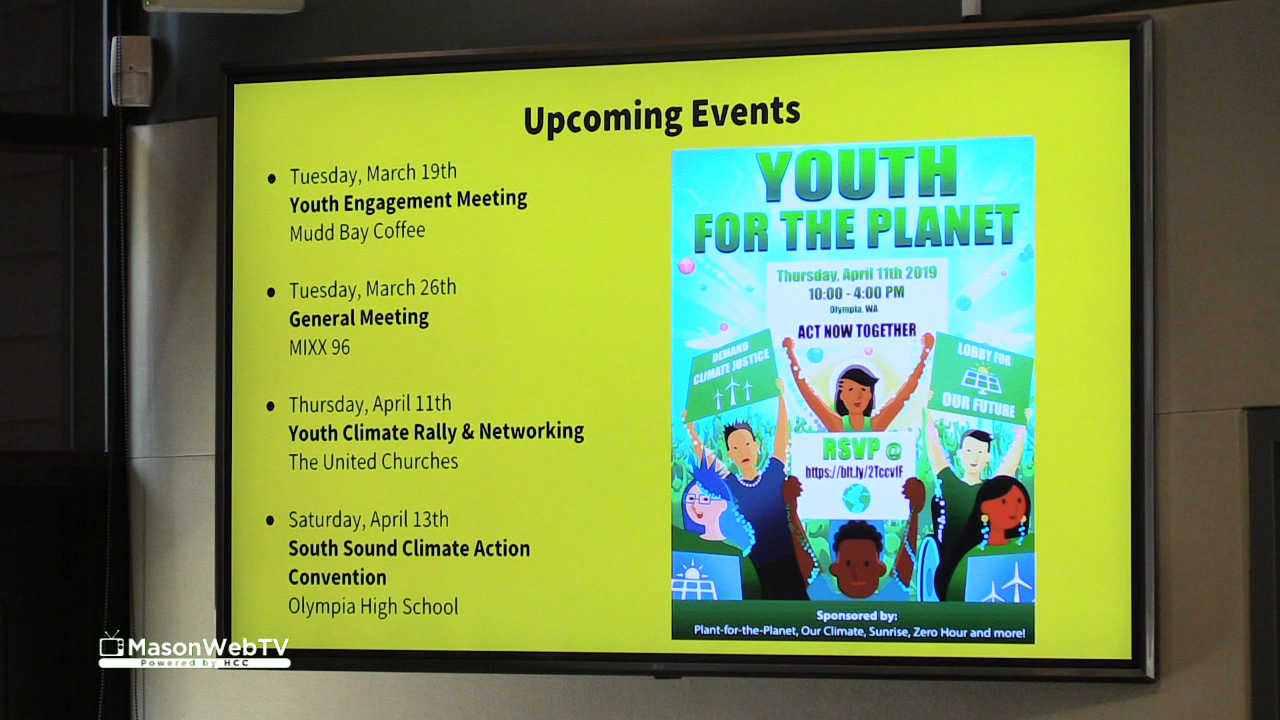 Upcoming Events
Tuesday, March 19th
Youth Engagement Meeting
Mudd Bay Coffee
Tuesday, March 26th
General Meeting
MIXX 96
Thursday, April 11th
Youth Climate Rally & Networking
The United Churches
Saturday, April 13th
South Sound Climate Action
Convention
Olympia High School
YOUTH
FOR THE PLANET
Thursday, April 11th 2019
10:00 - 4:00 PM
Olympia, WA
ACT NOW TOGETHER
DEMAND
CLIMATE JUSTICE
LOBBY FOR
OUR FUTURE
RSVP @
https://bit.ly/2TccvfF
Sponsored by:
Plant-for-the-Planet, Our Climate, Sunrise, Zero Hour and more!
MasonWebTV
Powered by HCC